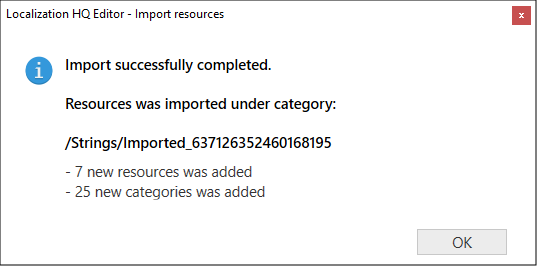 Localization HQ Editor - Import resources
x
Import successfully completed.
Resources was imported under category:
/Strings/Imported_637126352460168195
- 7 new resources was added
- 25 new categories was added
OK